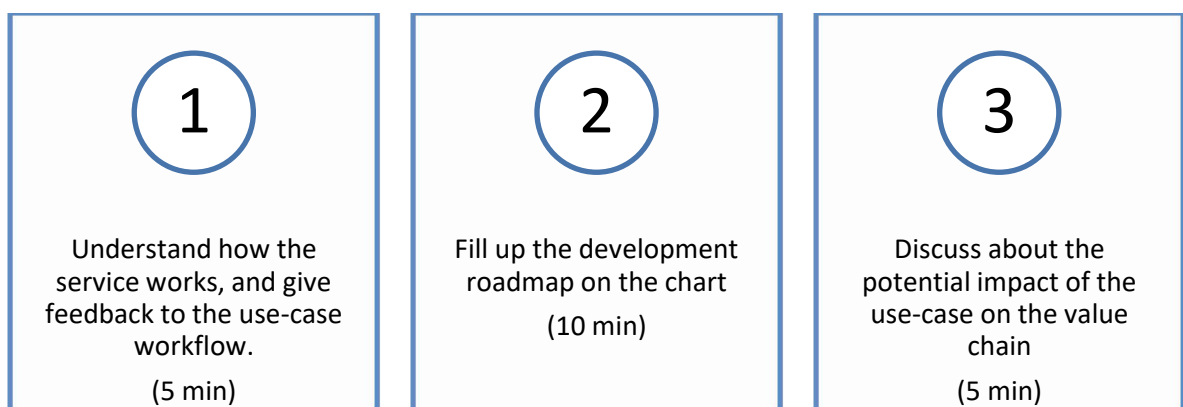 1
Understand how the
service works, and give
feedback to the use-case
workflow.
(5 min)
2
Fill up the development
roadmap on the chart
(10 min)
3
Discuss about the
potential impact of the
use-case on the value
chain
(5 min)